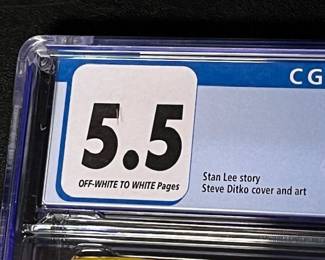 CG
5.5
OFF-WHITE TO WHITE Pages
Stan Lee story
Steve Ditko cover and art